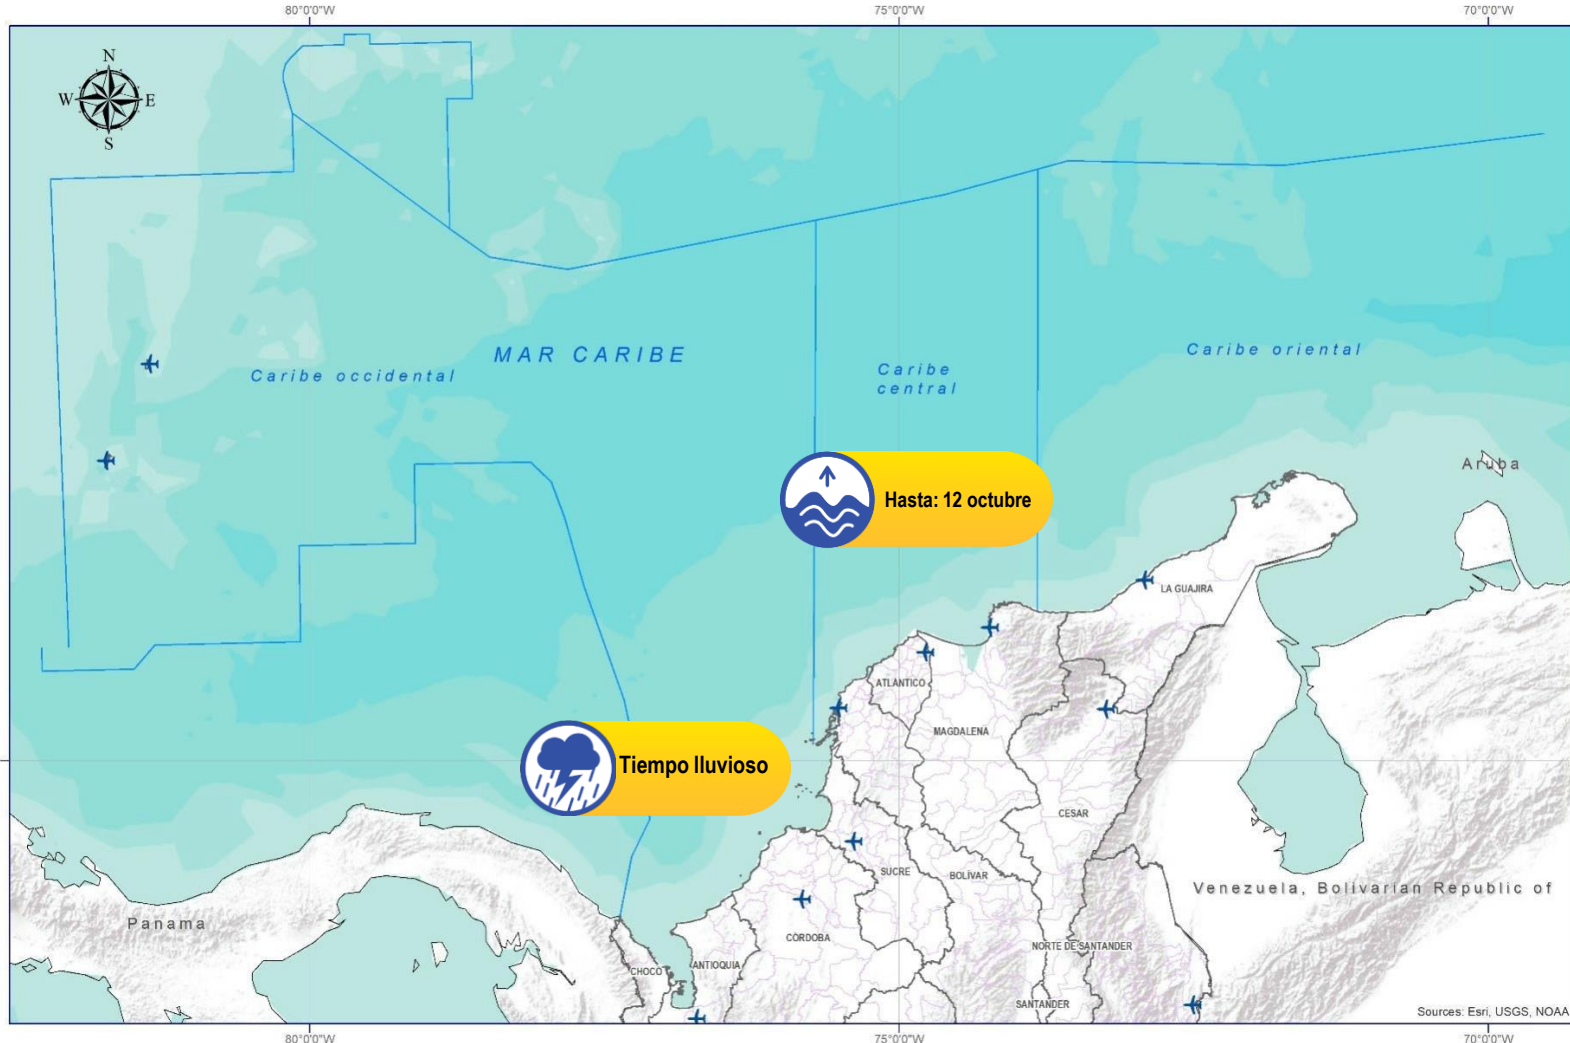 80°0'0"W
75°0'0"W
70°0'0"W
N
W
E
S
MAR CARIBE
Caribe occidental
Caribe
central
Caribe oriental
Aruba
Hasta: 12 octubre
LA GUAJIRA
ATLANTICO
MAGDALENA
Tiempo lluvioso
CESAR
SUCRE
BOLÍVAR
Venezuela, Bolivarian Republic of
Panama
CÓRDOBA
NORTE DE SANTANDER
CHOCO
ANTIOQUIA
SANTANDER
Sources: Esri, USGS, NOAA
80°0'0"W
75°0'0"W
70°0'0"W